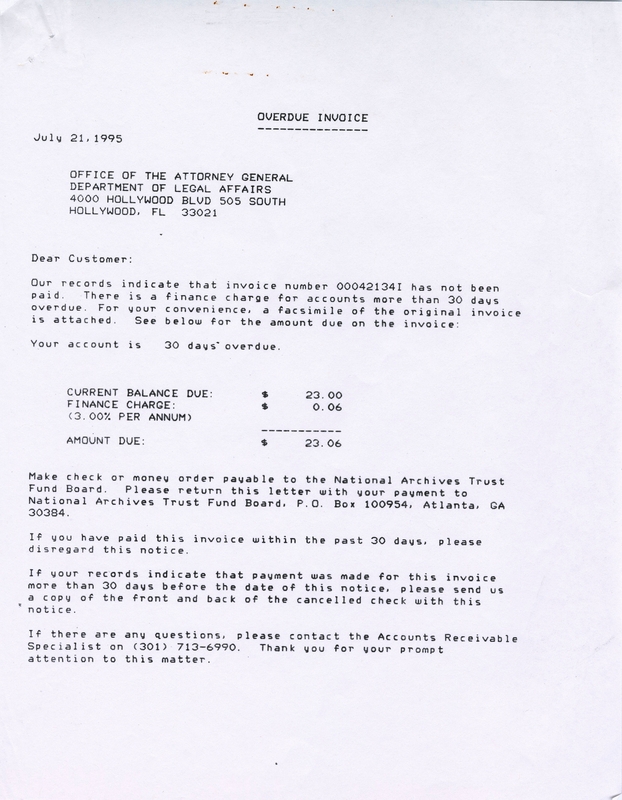 OVERDUE INVOICE
---------------
July 21,1995
OFFICE OF THE ATTORNEY GENERAL
DEPARTMENT OF LEGAL AFFAIRS
4000 HOLLYWOOD BLVD 505 SOUTH
HOLLYWOOD, FL  33021
Dear Customer:
Our records indicate that invoice number 00042134I has not been
paid.  There is a finance charge for accounts more than 30 days
overdue. For your convenience, a facsimile of the original invoice
is attached.  See below for the amount due on the invoice:
Your account is   30 days overdue.
CURRENT BALANCE DUE:   $   23.00
FINANCE CHARGE:   $   0.06
(3.00% PER ANNUM)
-----------
AMOUNT DUE:   $   23.06
Make check or money order payable to the National Archives Trust
Fund Board.  Please return this letter with your payment to
National Archives Trust Fund Board, P.O. Box 100954, Atlanta, GA
30384.
If you have paid this invoice within the past 30 days, please
disregard this notice.
If your records indicate that payment was made for this invoice
more than 30 days before the date of this notice, please send us
a copy of the front and back of the cancelled check with this
notice.
If there are any questions, please contact the Accounts Receivable
Specialist on (301) 713-6990.  Thank you for your prompt
attention to this matter.